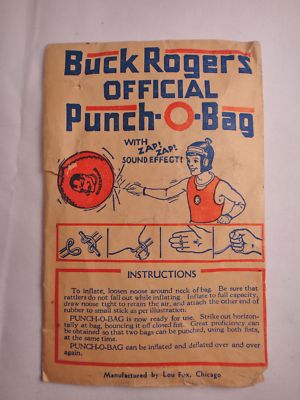 Buck Rogers
OFFICIAL
Punch-O-Bag
WITH
ZAP! ZAP!
SOUND EFFECT!
INSTRUCTIONS
To inflate, loosen noose around neck of bag. Be sure that
rattlers do not fall out while inflating. Inflate to full capacity,
draw noose tight to retain the air, and attach the other end of
rubber to small stick as per illustration.
PUNCH-O-BAG is now ready for use. Strike out horizon-
tally at bag, bouncing it off closed fist. Great proficiency can
be obtained so that two bags can be punched, using both fists,
at the same time.
PUNCH-O-BAG can be inflated and deflated over and over
again.
Manufactured by Lou Fox, Chicago